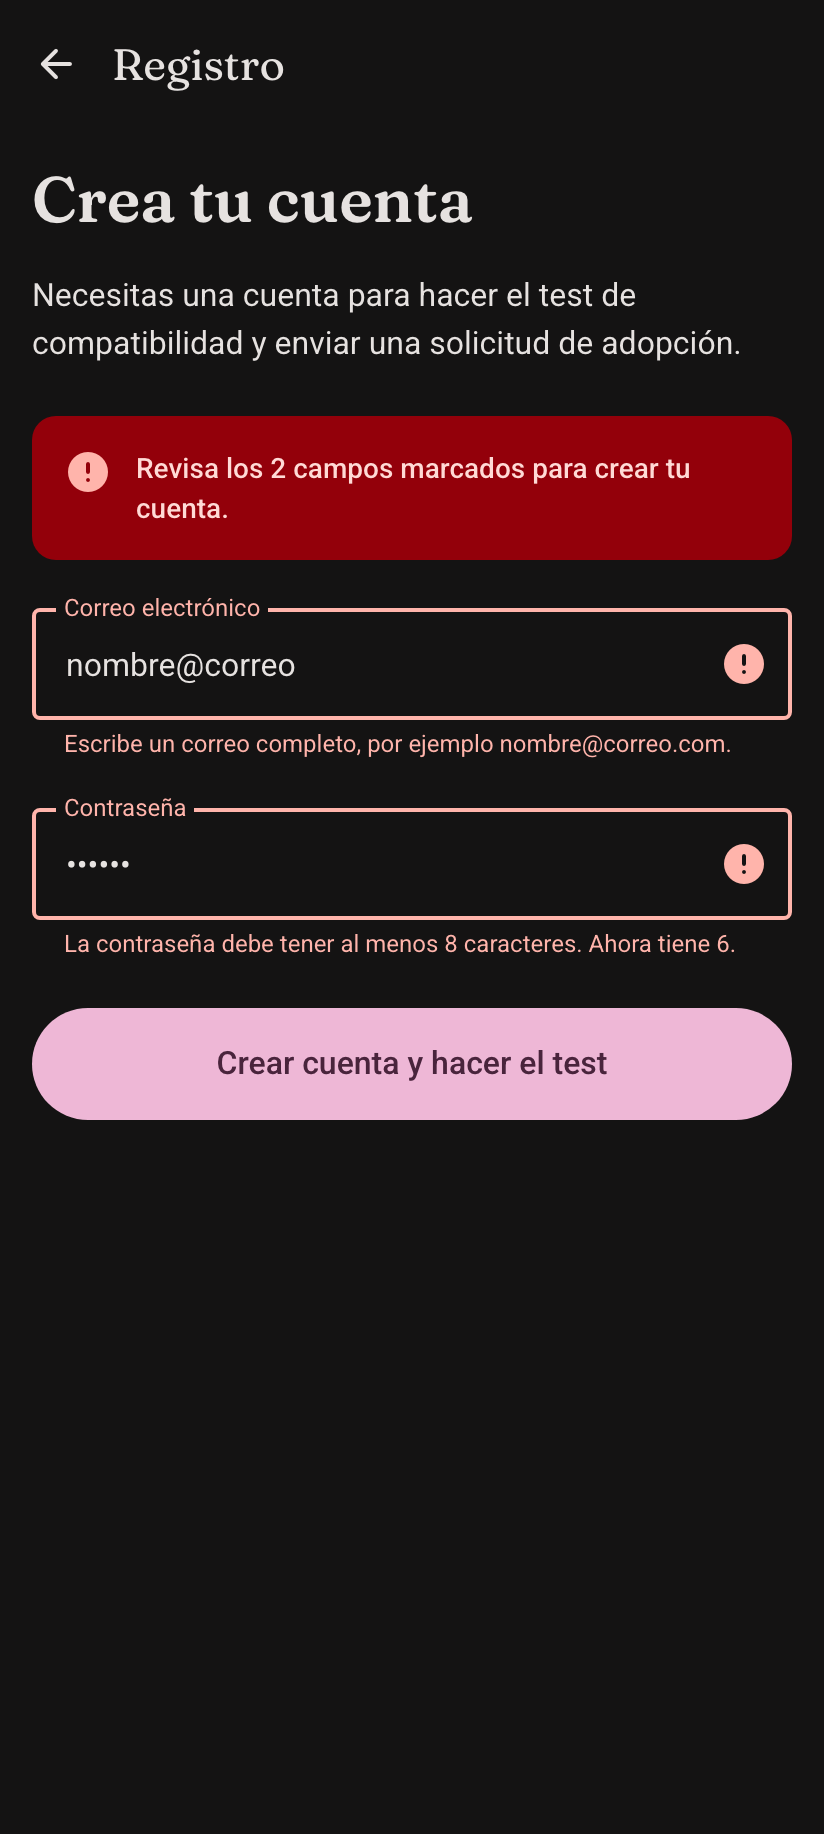 Registro
Crea tu cuenta
Necesitas una cuenta para hacer el test de
compatibilidad y enviar una solicitud de adopción.
Revisa los 2 campos marcados para crear tu
cuenta.
Correo electrónico
nombre@correo
Escribe un correo completo, por ejemplo nombre@correo.com.
Contraseña
••••••
La contraseña debe tener al menos 8 caracteres. Ahora tiene 6.
Crear cuenta y hacer el test